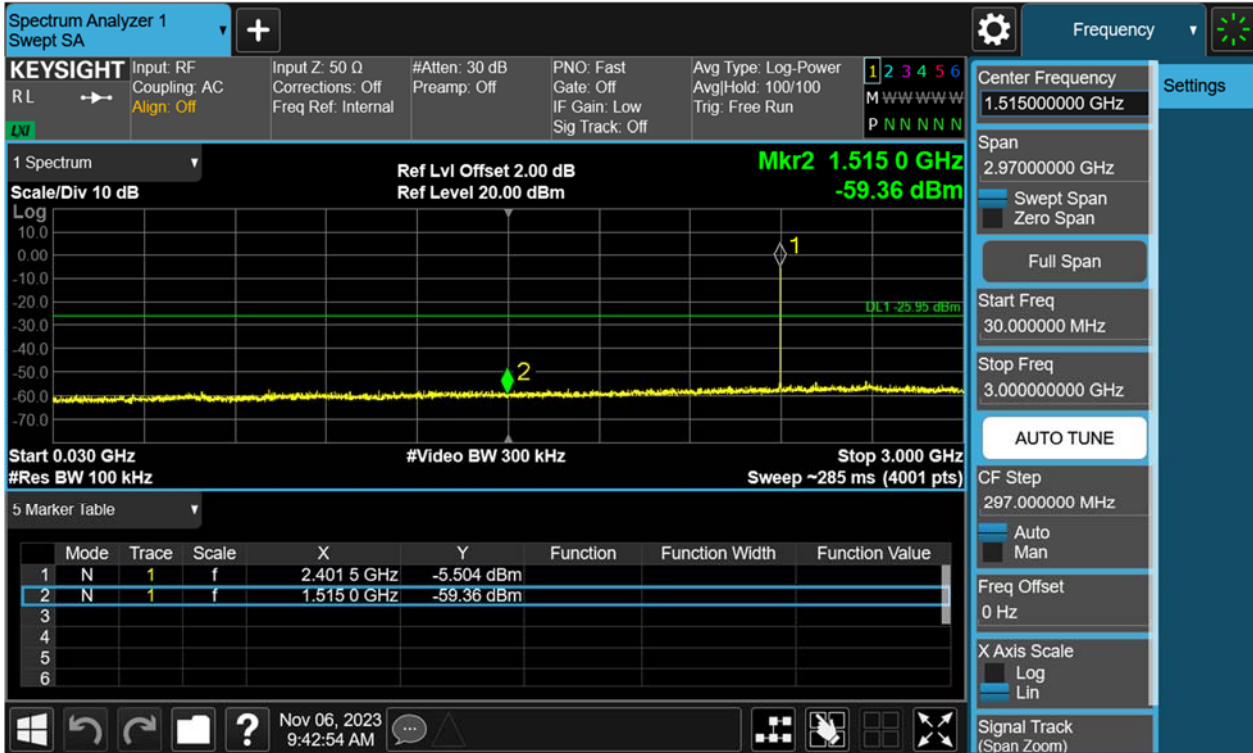 Spectrum Analyzer 1
Swept SA
Frequency
KEYSIGHT
RL
LXI
Input: RF
Coupling: AC
Align: Off
Input Z: 50 Ω
Corrections: Off
Freq Ref: Internal
#Atten: 30 dB
Preamp: Off
PNO: Fast
Gate: Off
IF Gain: Low
Sig Track: Off
Avg Type: Log-Power
Avg|Hold: 100/100
Trig: Free Run
1 2 3 4 5 6
M W W W W W
P N N N N N
1 Spectrum
Scale/Div 10 dB
Ref Lvl Offset 2.00 dB
Ref Level 20.00 dBm
Mkr2 1.515 0 GHz
-59.36 dBm
Log
10.0
0.00
-10.0
-20.0
-30.0
-40.0
-50.0
-60.0
-70.0
1
DL1 -25.95 dBm
2
Start 0.030 GHz
#Video BW 300 kHz
Stop 3.000 GHz
#Res BW 100 kHz
Sweep ~285 ms (4001 pts)
5 Marker Table
Mode Trace Scale X Y Function Function Width Function Value
1 N 1 f 2.401 5 GHz -5.504 dBm
2 N 1 f 1.515 0 GHz -59.36 dBm
3
4
5
6
?
Nov 06, 2023
9:42:54 AM
Center Frequency
1.515000000 GHz
Settings
Span
2.97000000 GHz
Swept Span
Zero Span
Full Span
Start Freq
30.000000 MHz
Stop Freq
3.000000000 GHz
AUTO TUNE
CF Step
297.000000 MHz
Auto
Man
Freq Offset
0 Hz
X Axis Scale
Log
Lin
Signal Track
(Span Zoom)